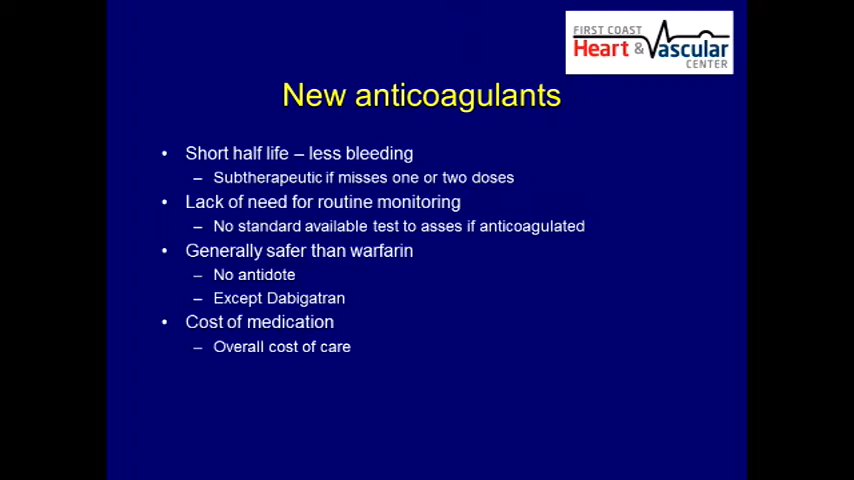 FIRST COAST
Heart & Vascular
CENTER
New anticoagulants
• Short half life – less bleeding
– Subtherapeutic if misses one or two doses
• Lack of need for routine monitoring
– No standard available test to asses if anticoagulated
• Generally safer than warfarin
– No antidote
– Except Dabigatran
• Cost of medication
– Overall cost of care